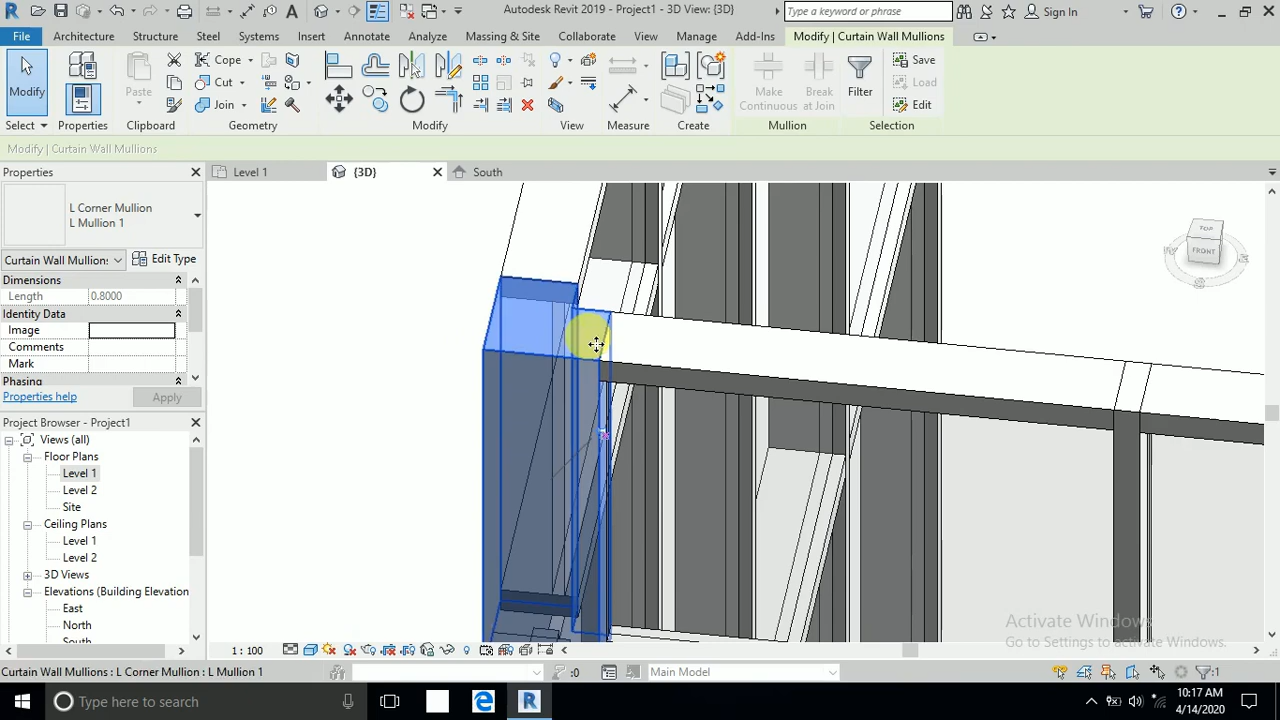 Autodesk Revit 2019 - Project1 - 3D View: {3D}
Type a keyword or phrase
Sign In
File
Architecture
Structure
Steel
Systems
Insert
Annotate
Analyze
Massing & Site
Collaborate
View
Manage
Add-Ins
Modify | Curtain Wall Mullions
Modify
Properties
Paste
Cope
Cut
Join
Make
Continuous
Break
at Join
Filter
Save
Load
Edit
Select
Properties
Clipboard
Geometry
Modify
View
Measure
Create
Mullion
Selection
Modify | Curtain Wall Mullions
Properties
Level 1
{3D}
South
L Corner Mullion
L Mullion 1
Curtain Wall Mullions
Edit Type
Dimensions
Length 0.8000
Identity Data
Image
Comments
Mark
Phasing
Properties help
Apply
Project Browser - Project1
Views (all)
Floor Plans
Level 1
Level 2
Site
Ceiling Plans
Level 1
Level 2
3D Views
Elevations (Building Elevation
East
North
South
TOP
FRONT
Activate Windows
Go to Settings to activate Windows.
1 : 100
Curtain Wall Mullions : L Corner Mullion : L Mullion 1
:0
Main Model
:1
Type here to search
10:17 AM
4/14/2020